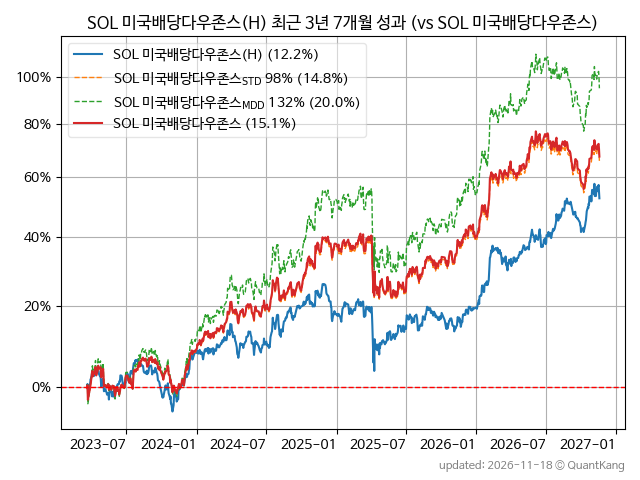 SOL 미국배당다우존스(H) 최근 3년 7개월 성과 (vs SOL 미국배당다우존스)
SOL 미국배당다우존스(H) (12.2%)
SOL 미국배당다우존스STD 98% (14.8%)
SOL 미국배당다우존스MDD 132% (20.0%)
SOL 미국배당다우존스 (15.1%)
100%
80%
60%
40%
20%
0%
2023-07 2024-01 2024-07 2025-01 2025-07 2026-01 2026-07 2027-01
updated: 2026-11-18 © QuantKang